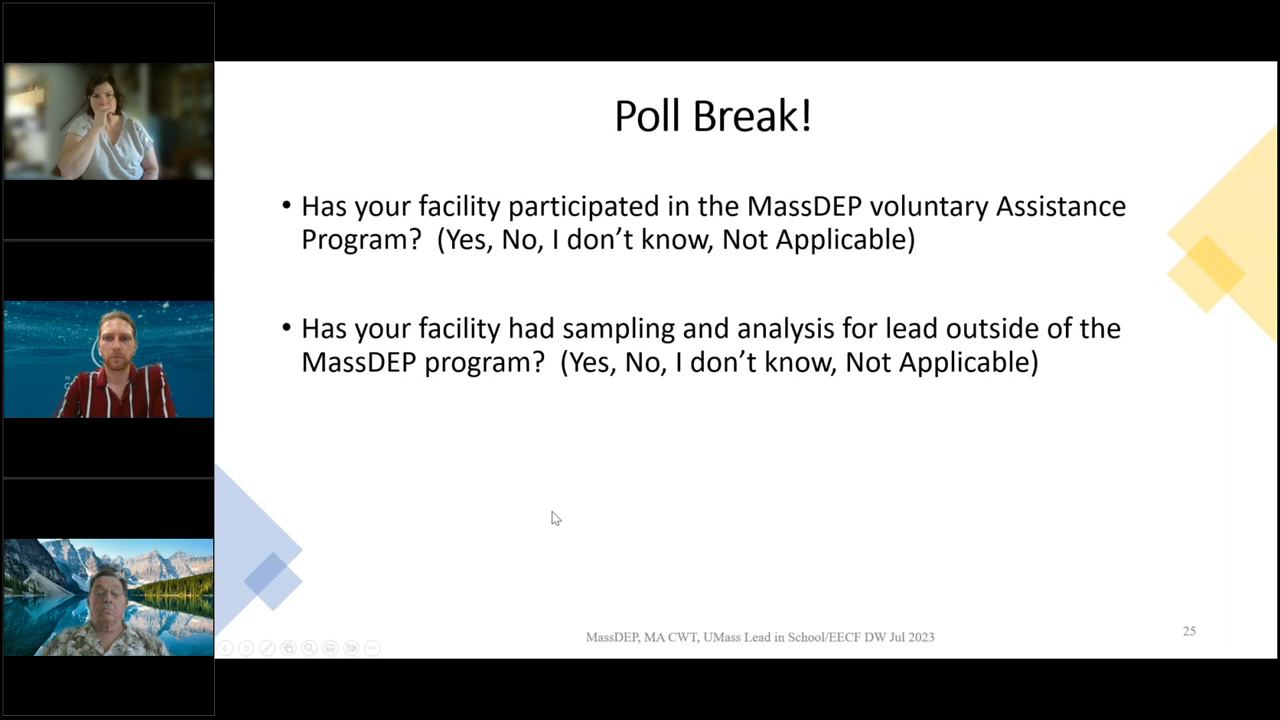 Poll Break!
• Has your facility participated in the MassDEP voluntary Assistance
Program?  (Yes, No, I don’t know, Not Applicable)
• Has your facility had sampling and analysis for lead outside of the
MassDEP program?  (Yes, No, I don’t know, Not Applicable)
MassDEP, MA CWT, UMass Lead in School/EECF DW Jul 2023
25